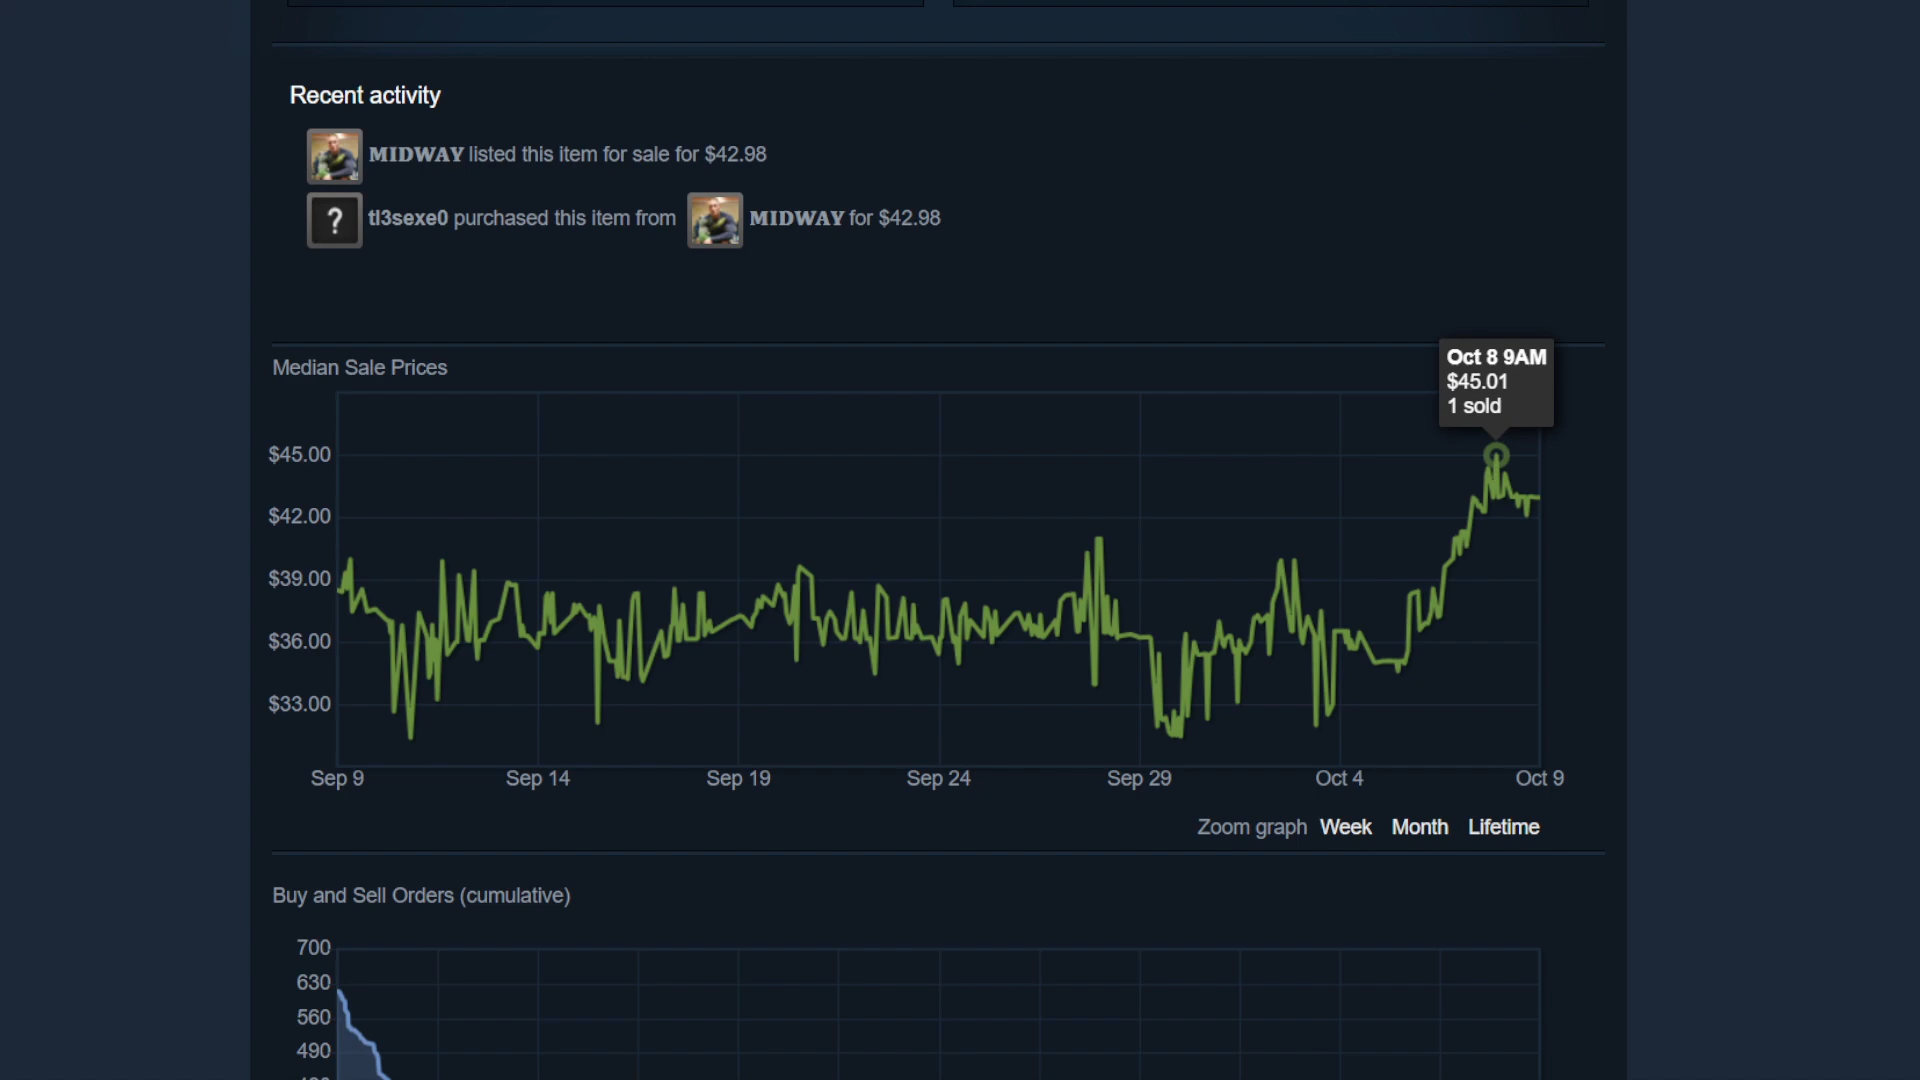 Recent activity
MIDWAY listed this item for sale for $42.98
?
tl3sexe0 purchased this item from MIDWAY for $42.98
Median Sale Prices
Oct 8 9AM
$45.01
1 sold
$45.00
$42.00
$39.00
$36.00
$33.00
Sep 9 Sep 14 Sep 19 Sep 24 Sep 29 Oct 4 Oct 9
Zoom graph Week Month Lifetime
Buy and Sell Orders (cumulative)
700
630
560
490